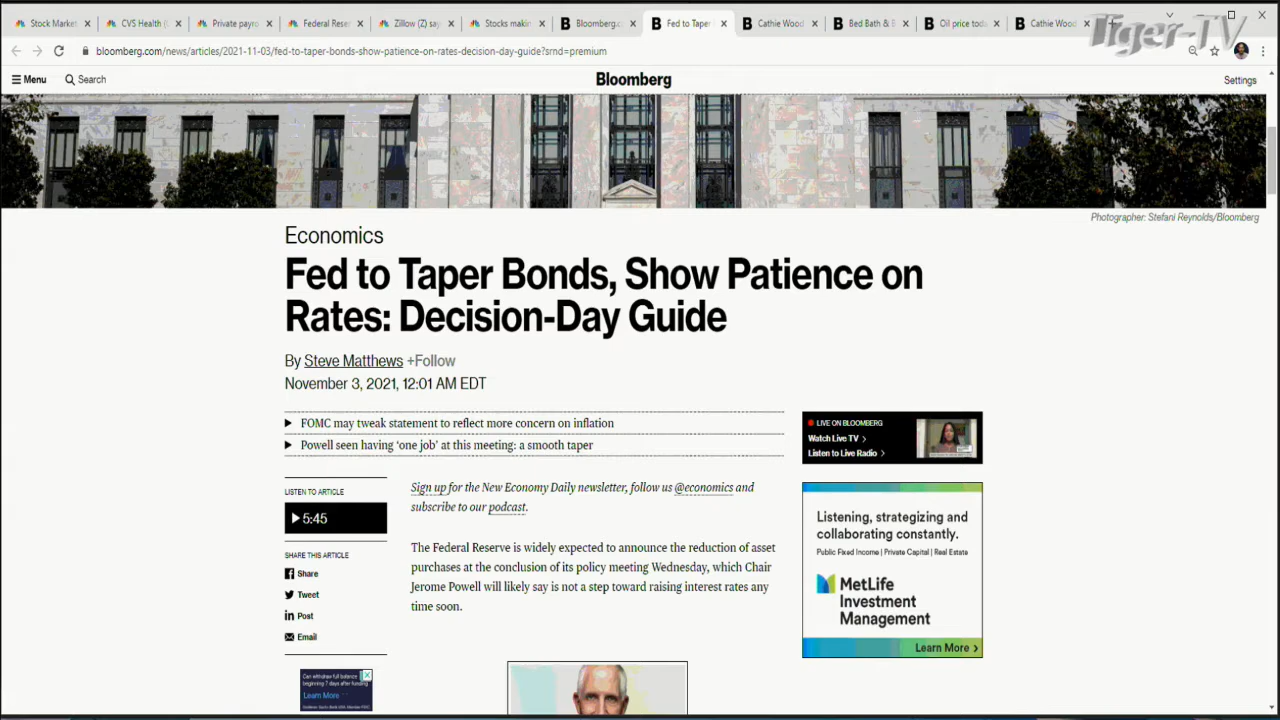 Stock Market
CVS Health (
Private payro
Federal Reser
Zillow (Z) say
Stocks makin
Bloomberg.c
Fed to Taper
Cathie Wood
Bed Bath & B
Oil price tod
Cathie Wood
Tiger-TV
bloomberg.com/news/articles/2021-11-03/fed-to-taper-bonds-show-patience-on-rates-decision-day-guide?srnd=premium
Menu
Search
Bloomberg
Settings
Photographer: Stefani Reynolds/Bloomberg
Economics
Fed to Taper Bonds, Show Patience on
Rates: Decision-Day Guide
By Steve Matthews +Follow
November 3, 2021, 12:01 AM EDT
FOMC may tweak statement to reflect more concern on inflation
Powell seen having ‘one job’ at this meeting: a smooth taper
LIVE ON BLOOMBERG
Watch Live TV >
Listen to Live Radio >
LISTEN TO ARTICLE
5:45
SHARE THIS ARTICLE
Share
Tweet
Post
Email
Sign up for the New Economy Daily newsletter, follow us @economics and
subscribe to our podcast.
The Federal Reserve is widely expected to announce the reduction of asset
purchases at the conclusion of its policy meeting Wednesday, which Chair
Jerome Powell will likely say is not a step toward raising interest rates any
time soon.
Listening, strategizing and
collaborating constantly.
Public Fixed Income | Private Capital | Real Estate
MetLife
Investment
Management
Learn More >
Can withdraw full balance
beginning 7 days after funding
Learn More